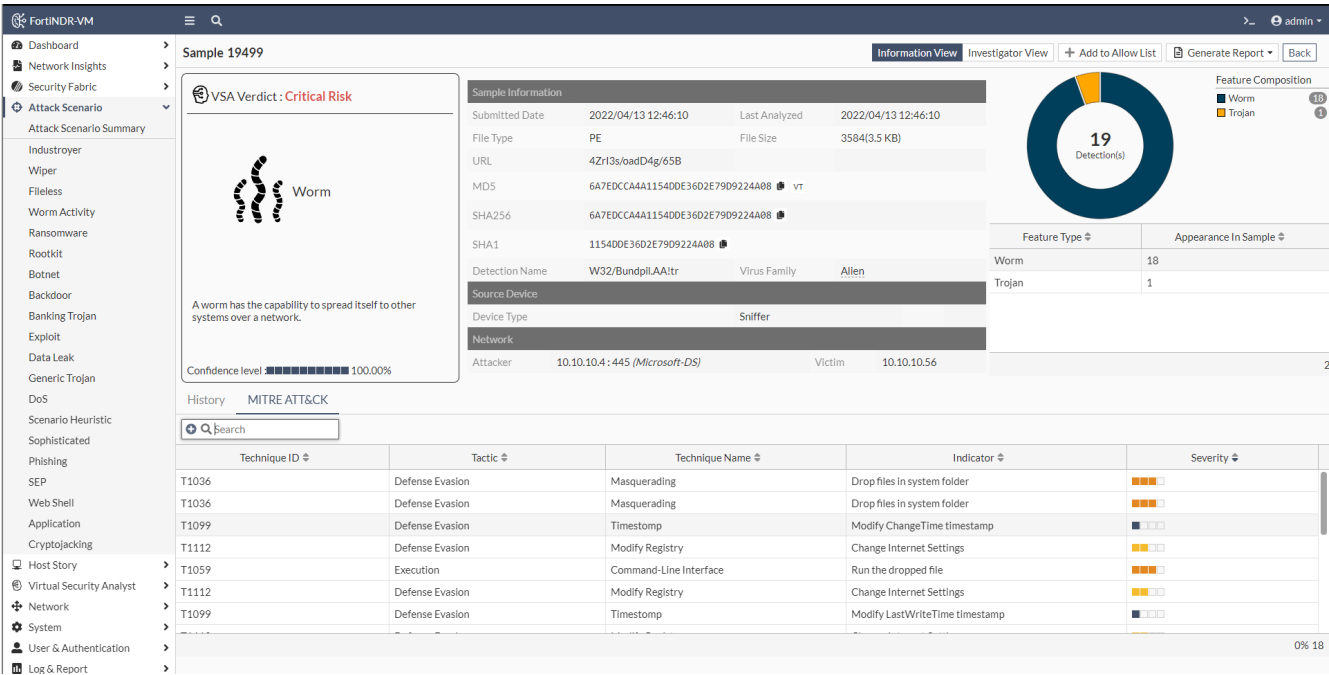 FortiNDR-VM
>_ admin
Dashboard
Network Insights
Security Fabric
Attack Scenario
Attack Scenario Summary
Industroyer
Wiper
Fileless
Worm Activity
Ransomware
Rootkit
Botnet
Backdoor
Banking Trojan
Exploit
Data Leak
Generic Trojan
DoS
Scenario Heuristic
Sophisticated
Phishing
SEP
Web Shell
Application
Cryptojacking
Host Story
Virtual Security Analyst
Network
System
User & Authentication
Log & Report
Sample 19499
Information View Investigator View + Add to Allow List Generate Report Back
VSA Verdict : Critical Risk
Worm
A worm has the capability to spread itself to other
systems over a network.
Confidence level : 100.00%
Sample Information
Submitted Date 2022/04/13 12:46:10 Last Analyzed 2022/04/13 12:46:10
File Type PE File Size 3584(3.5 KB)
URL 4ZrI3s/oadD4g/65B
MD5 6A7EDCCA4A1154DDE36D2E79D9224A08 VT
SHA256 6A7EDCCA4A1154DDE36D2E79D9224A08
SHA1 1154DDE36D2E79D9224A08
Detection Name W32/Bundpil.AA!tr Virus Family Alien
Source Device
Device Type Sniffer
Network
Attacker 10.10.10.4 : 445 (Microsoft-DS) Victim 10.10.10.56
19
Detection(s)
Feature Composition
Worm 18
Trojan 1
Feature Type Appearance In Sample
Worm 18
Trojan 1
2
History MITRE ATT&CK
Search
Technique ID Tactic Technique Name Indicator Severity
T1036 Defense Evasion Masquerading Drop files in system folder
T1036 Defense Evasion Masquerading Drop files in system folder
T1099 Defense Evasion Timestomp Modify ChangeTime timestamp
T1112 Defense Evasion Modify Registry Change Internet Settings
T1059 Execution Command-Line Interface Run the dropped file
T1112 Defense Evasion Modify Registry Change Internet Settings
T1099 Defense Evasion Timestomp Modify LastWriteTime timestamp
0% 18